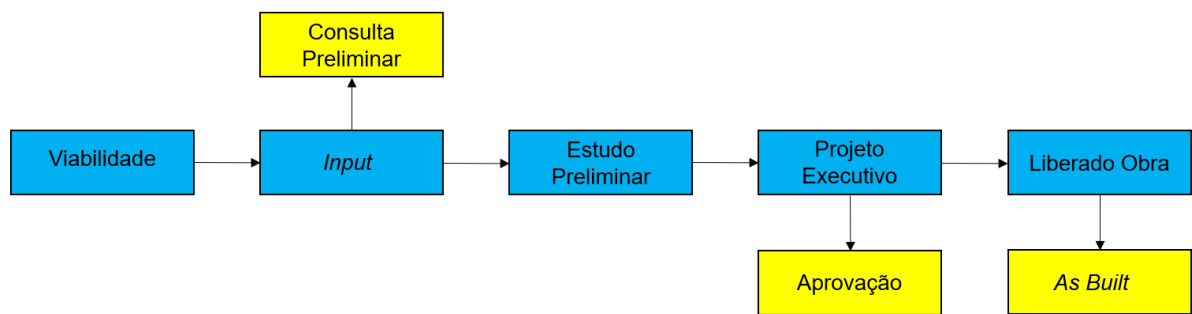 Consulta
Preliminar
Viabilidade
Input
Estudo
Preliminar
Projeto
Executivo
Liberado Obra
Aprovação
As Built